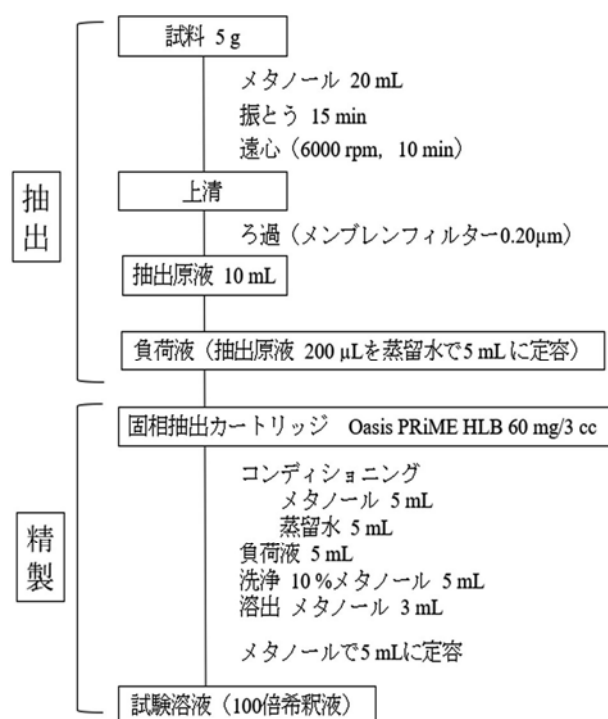 試料 5 g
メタノール 20 mL
振とう 15 min
遠心（6000 rpm，10 min）
抽出
上清
ろ過（メンブレンフィルター0.20µm）
抽出原液 10 mL
負荷液（抽出原液 200 µLを蒸留水で5 mLに定容）
固相抽出カートリッジ Oasis PRiME HLB 60 mg/3 cc
コンディショニング
メタノール 5 mL
蒸留水 5 mL
精製
負荷液 5 mL
洗浄 10 %メタノール 5 mL
溶出 メタノール 3 mL
メタノールで5 mLに定容
試験溶液（100倍希釈液）